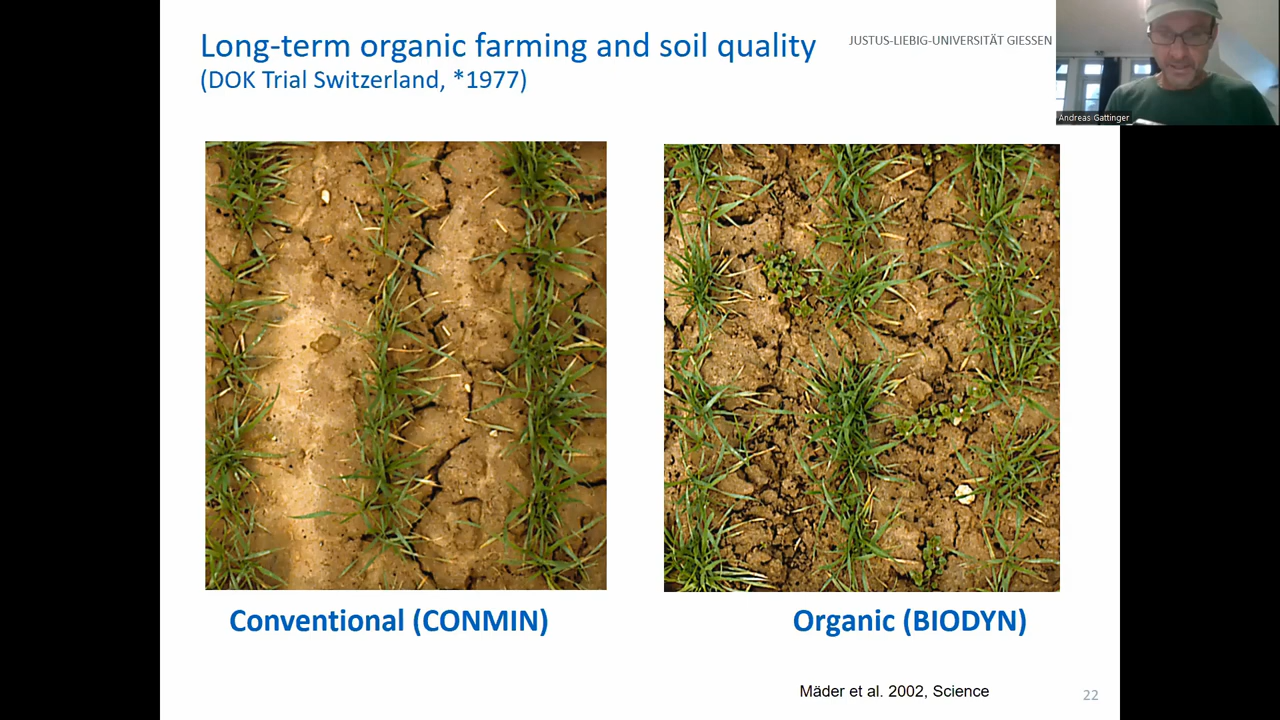 Long-term organic farming and soil quality
(DOK Trial Switzerland, *1977)
JUSTUS-LIEBIG-UNIVERSITÄT GIESSEN
Andreas Gattinger
Conventional (CONMIN)
Organic (BIODYN)
Mäder et al. 2002, Science
22